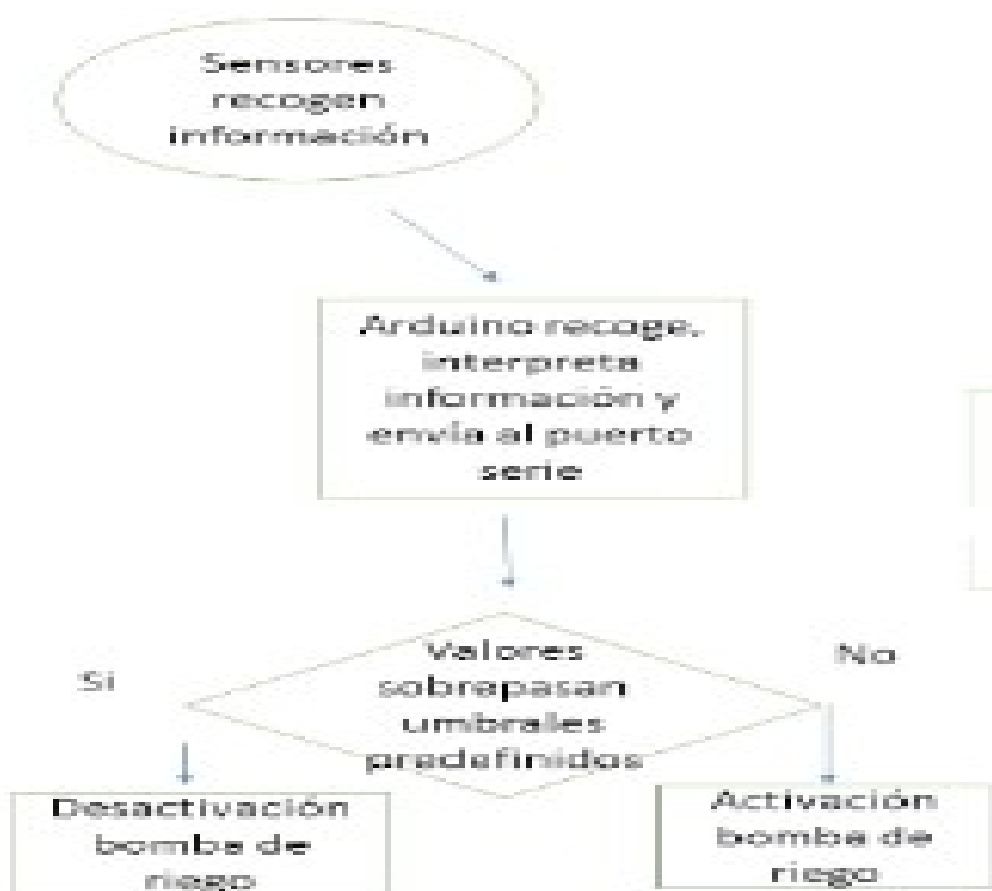 Sensores
recogen
información
Arduino recoge.
interpreta
información y
envía al puerto
serie
Valores
sobrepasan
umbrales
predefinidos
Si
No
Desactivación
bomba de
riego
Activación
bomba de
riego